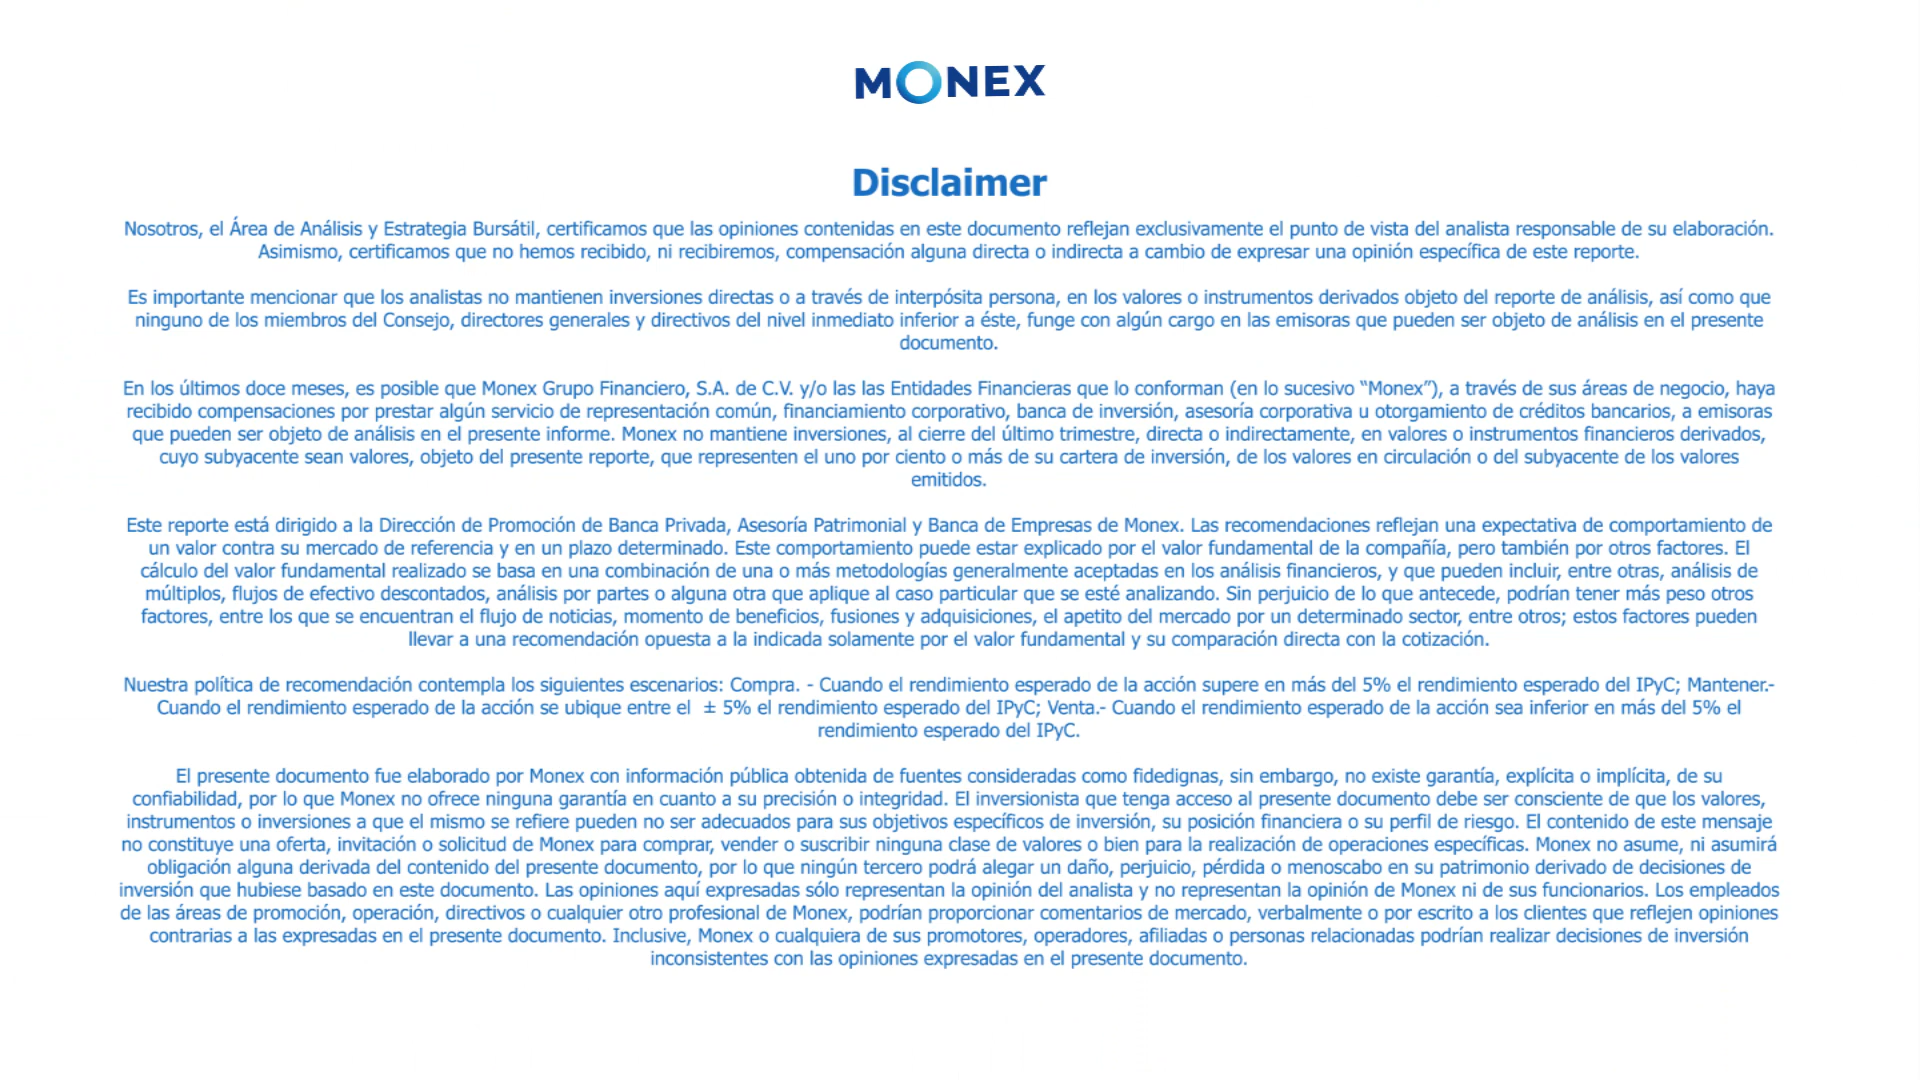 MONEX
Disclaimer
Nosotros, el Área de Análisis y Estrategia Bursátil, certificamos que las opiniones contenidas en este documento reflejan exclusivamente el punto de vista del analista responsable de su elaboración.
Asimismo, certificamos que no hemos recibido, ni recibiremos, compensación alguna directa o indirecta a cambio de expresar una opinión específica de este reporte.
Es importante mencionar que los analistas no mantienen inversiones directas o a través de interpósita persona, en los valores o instrumentos derivados objeto del reporte de análisis, así como que
ninguno de los miembros del Consejo, directores generales y directivos del nivel inmediato inferior a éste, funge con algún cargo en las emisoras que pueden ser objeto de análisis en el presente
documento.
En los últimos doce meses, es posible que Monex Grupo Financiero, S.A. de C.V. y/o las las Entidades Financieras que lo conforman (en lo sucesivo “Monex”), a través de sus áreas de negocio, haya
recibido compensaciones por prestar algún servicio de representación común, financiamiento corporativo, banca de inversión, asesoría corporativa u otorgamiento de créditos bancarios, a emisoras
que pueden ser objeto de análisis en el presente informe. Monex no mantiene inversiones, al cierre del último trimestre, directa o indirectamente, en valores o instrumentos financieros derivados,
cuyo subyacente sean valores, objeto del presente reporte, que representen el uno por ciento o más de su cartera de inversión, de los valores en circulación o del subyacente de los valores
emitidos.
Este reporte está dirigido a la Dirección de Promoción de Banca Privada, Asesoría Patrimonial y Banca de Empresas de Monex. Las recomendaciones reflejan una expectativa de comportamiento de
un valor contra su mercado de referencia y en un plazo determinado. Este comportamiento puede estar explicado por el valor fundamental de la compañía, pero también por otros factores. El
cálculo del valor fundamental realizado se basa en una combinación de una o más metodologías generalmente aceptadas en los análisis financieros, y que pueden incluir, entre otras, análisis de
múltiplos, flujos de efectivo descontados, análisis por partes o alguna otra que aplique al caso particular que se esté analizando. Sin perjuicio de lo que antecede, podrían tener más peso otros
factores, entre los que se encuentran el flujo de noticias, momento de beneficios, fusiones y adquisiciones, el apetito del mercado por un determinado sector, entre otros; estos factores pueden
llevar a una recomendación opuesta a la indicada solamente por el valor fundamental y su comparación directa con la cotización.
Nuestra política de recomendación contempla los siguientes escenarios: Compra. - Cuando el rendimiento esperado de la acción supere en más del 5% el rendimiento esperado del IPyC; Mantener.-
Cuando el rendimiento esperado de la acción se ubique entre el ± 5% el rendimiento esperado del IPyC; Venta.- Cuando el rendimiento esperado de la acción sea inferior en más del 5% el
rendimiento esperado del IPyC.
El presente documento fue elaborado por Monex con información pública obtenida de fuentes consideradas como fidedignas, sin embargo, no existe garantía, explícita o implícita, de su
confiabilidad, por lo que Monex no ofrece ninguna garantía en cuanto a su precisión o integridad. El inversionista que tenga acceso al presente documento debe ser consciente de que los valores,
instrumentos o inversiones a que el mismo se refiere pueden no ser adecuados para sus objetivos específicos de inversión, su posición financiera o su perfil de riesgo. El contenido de este mensaje
no constituye una oferta, invitación o solicitud de Monex para comprar, vender o suscribir ninguna clase de valores o bien para la realización de operaciones específicas. Monex no asume, ni asumirá
obligación alguna derivada del contenido del presente documento, por lo que ningún tercero podrá alegar un daño, perjuicio, pérdida o menoscabo en su patrimonio derivado de decisiones de
inversión que hubiese basado en este documento. Las opiniones aquí expresadas sólo representan la opinión del analista y no representan la opinión de Monex ni de sus funcionarios. Los empleados
de las áreas de promoción, operación, directivos o cualquier otro profesional de Monex, podrían proporcionar comentarios de mercado, verbalmente o por escrito a los clientes que reflejen opiniones
contrarias a las expresadas en el presente documento. Inclusive, Monex o cualquiera de sus promotores, operadores, afiliadas o personas relacionadas podrían realizar decisiones de inversión
inconsistentes con las opiniones expresadas en el presente documento.